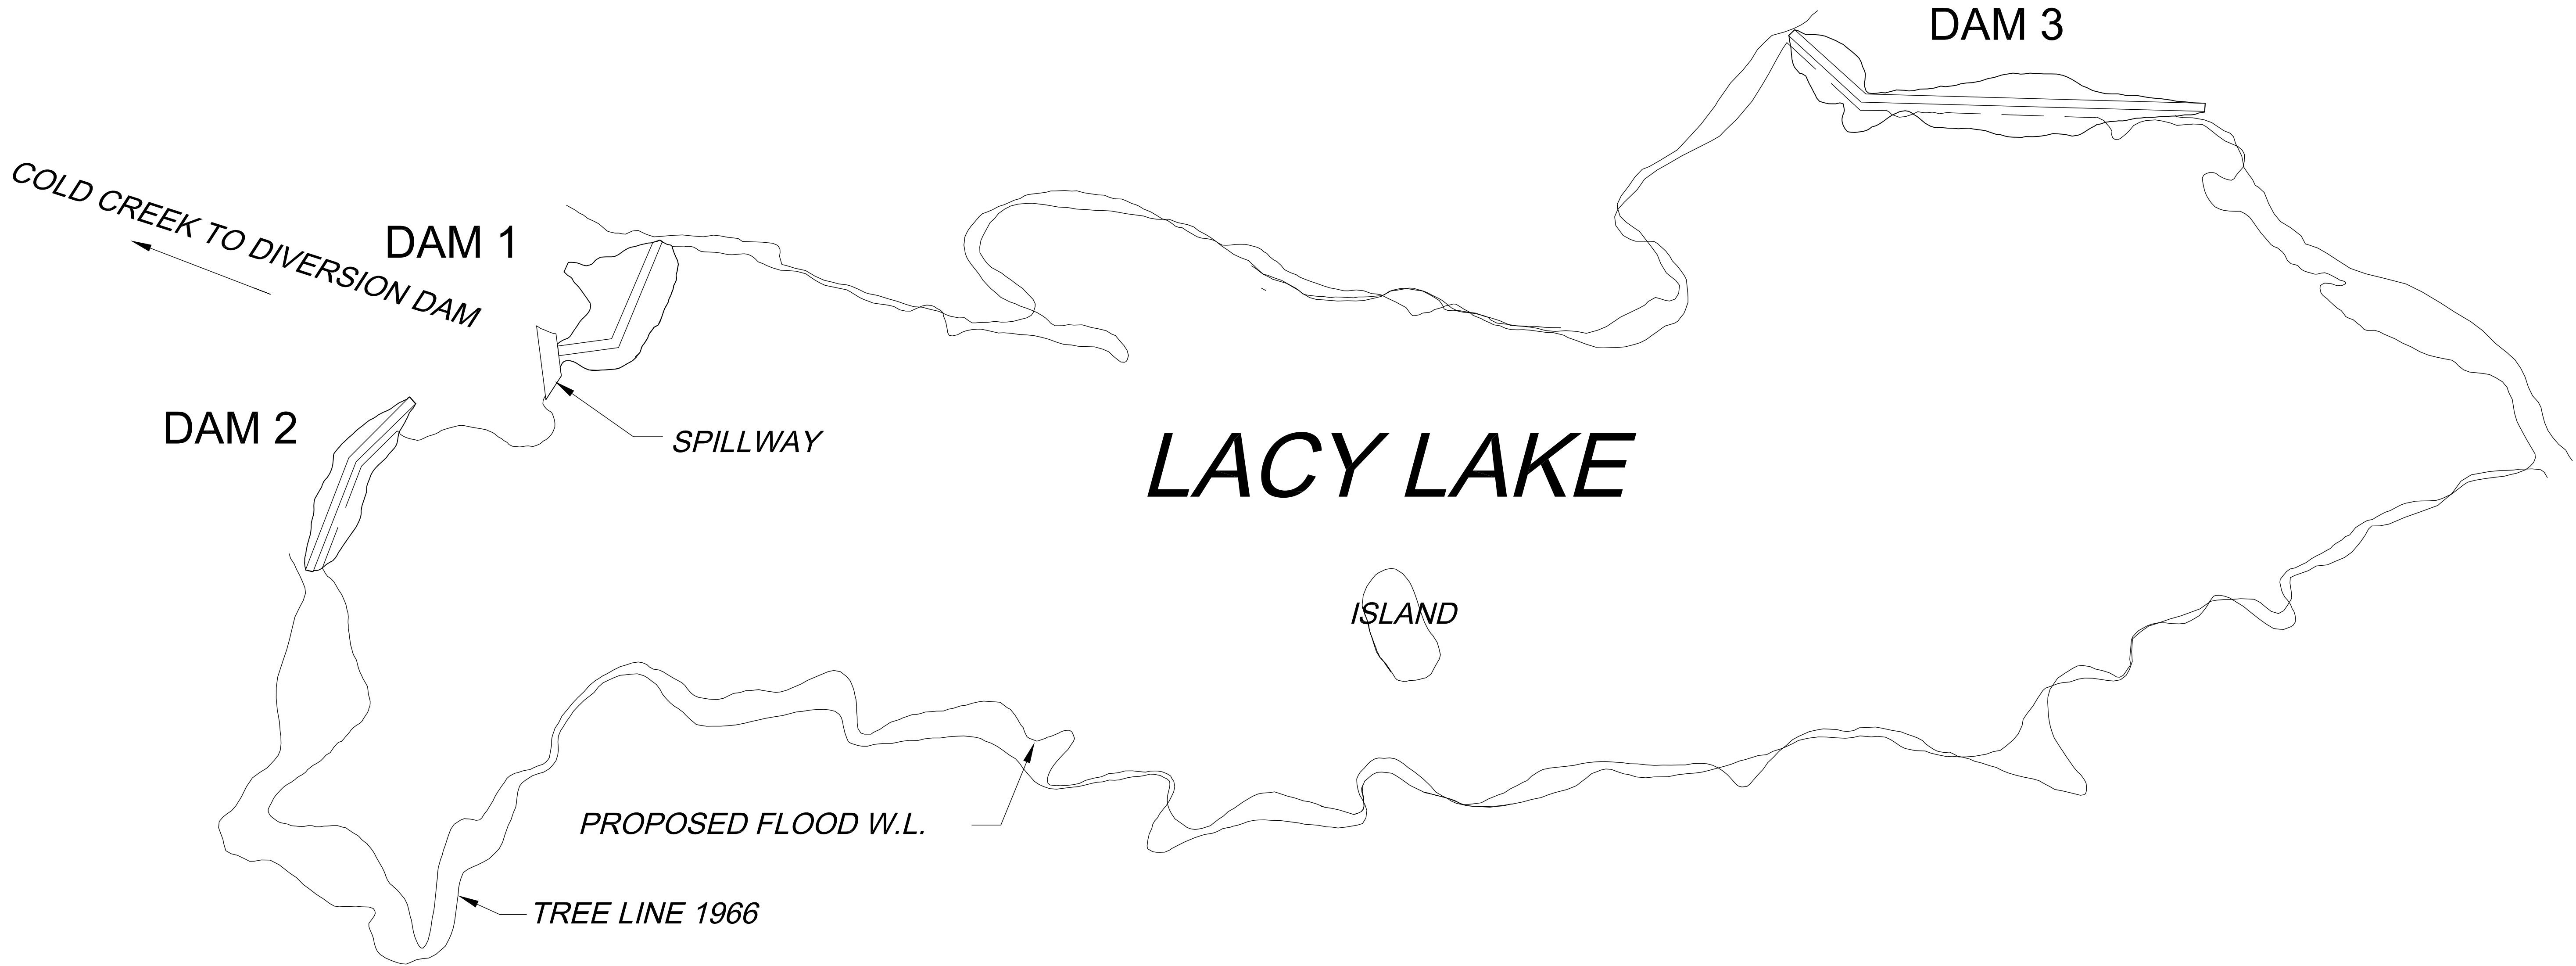 DAM 3
COLD CREEK TO DIVERSION DAM
DAM 1
DAM 2
SPILLWAY
LACY LAKE
ISLAND
PROPOSED FLOOD W.L.
TREE LINE 1966